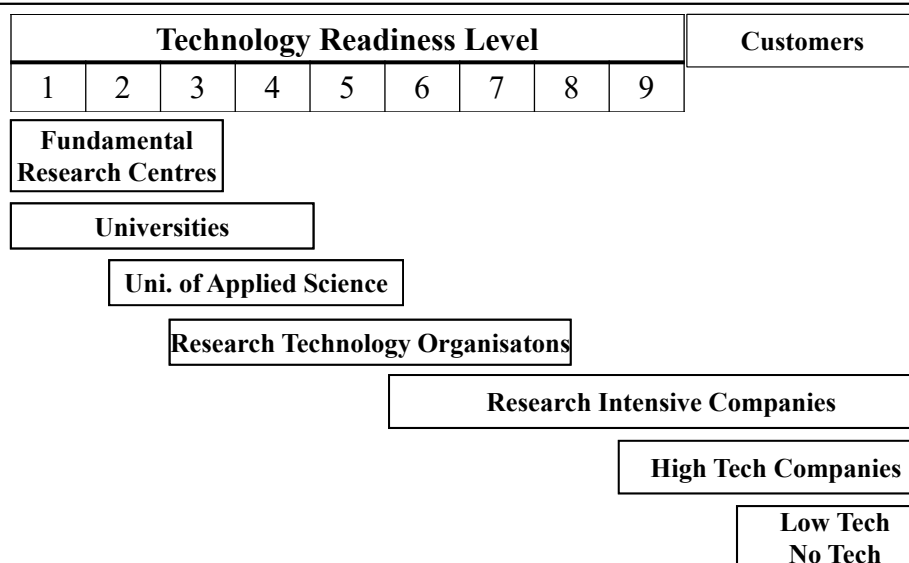 Technology Readiness Level Customers
1 2 3 4 5 6 7 8 9
Fundamental
Research Centres
Universities
Uni. of Applied Science
Research Technology Organisatons
Research Intensive Companies
High Tech Companies
Low Tech
No Tech